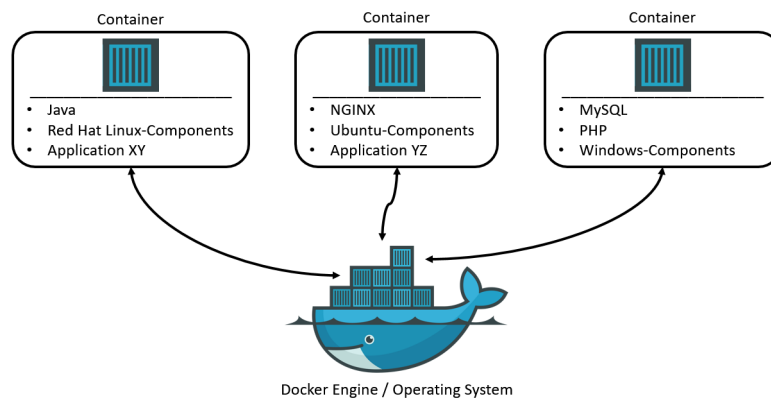 Container
Container
Container
• Java
• Red Hat Linux-Components
• Application XY
• NGINX
• Ubuntu-Components
• Application YZ
• MySQL
• PHP
• Windows-Components
Docker Engine / Operating System